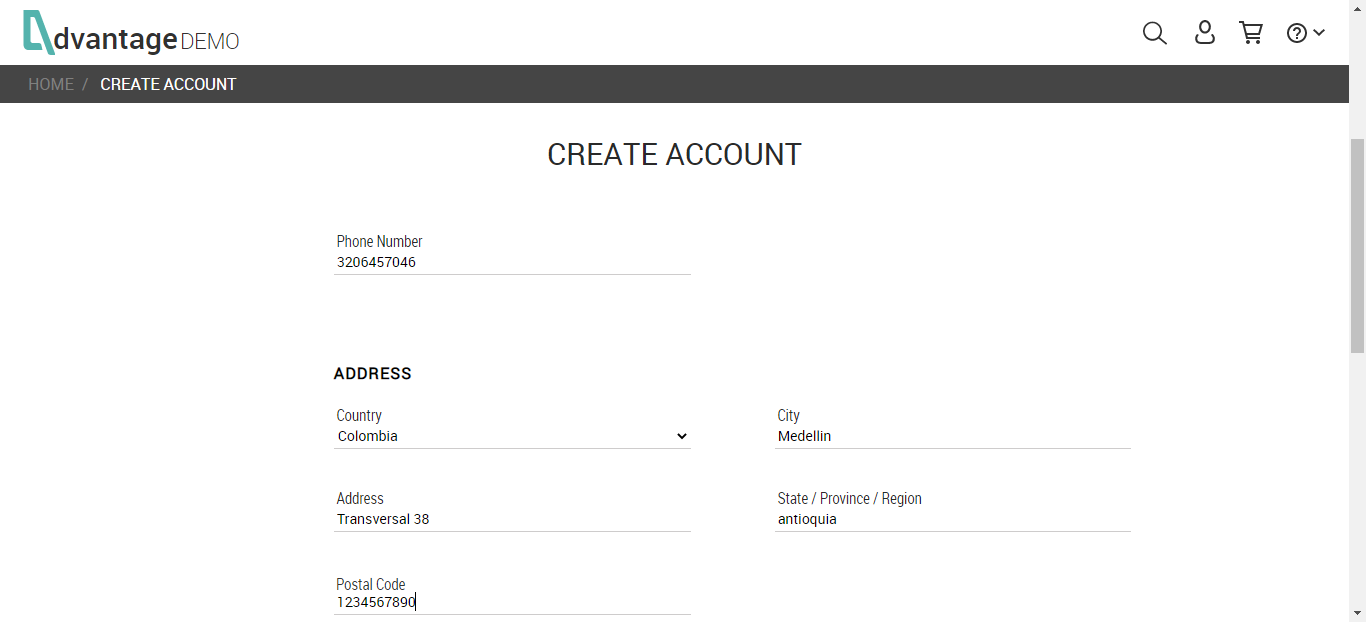 dvantage DEMO
HOME / CREATE ACCOUNT
CREATE ACCOUNT
Phone Number
3206457046
ADDRESS
Country
Colombia
City
Medellin
Address
Transversal 38
State / Province / Region
antioquia
Postal Code
1234567890